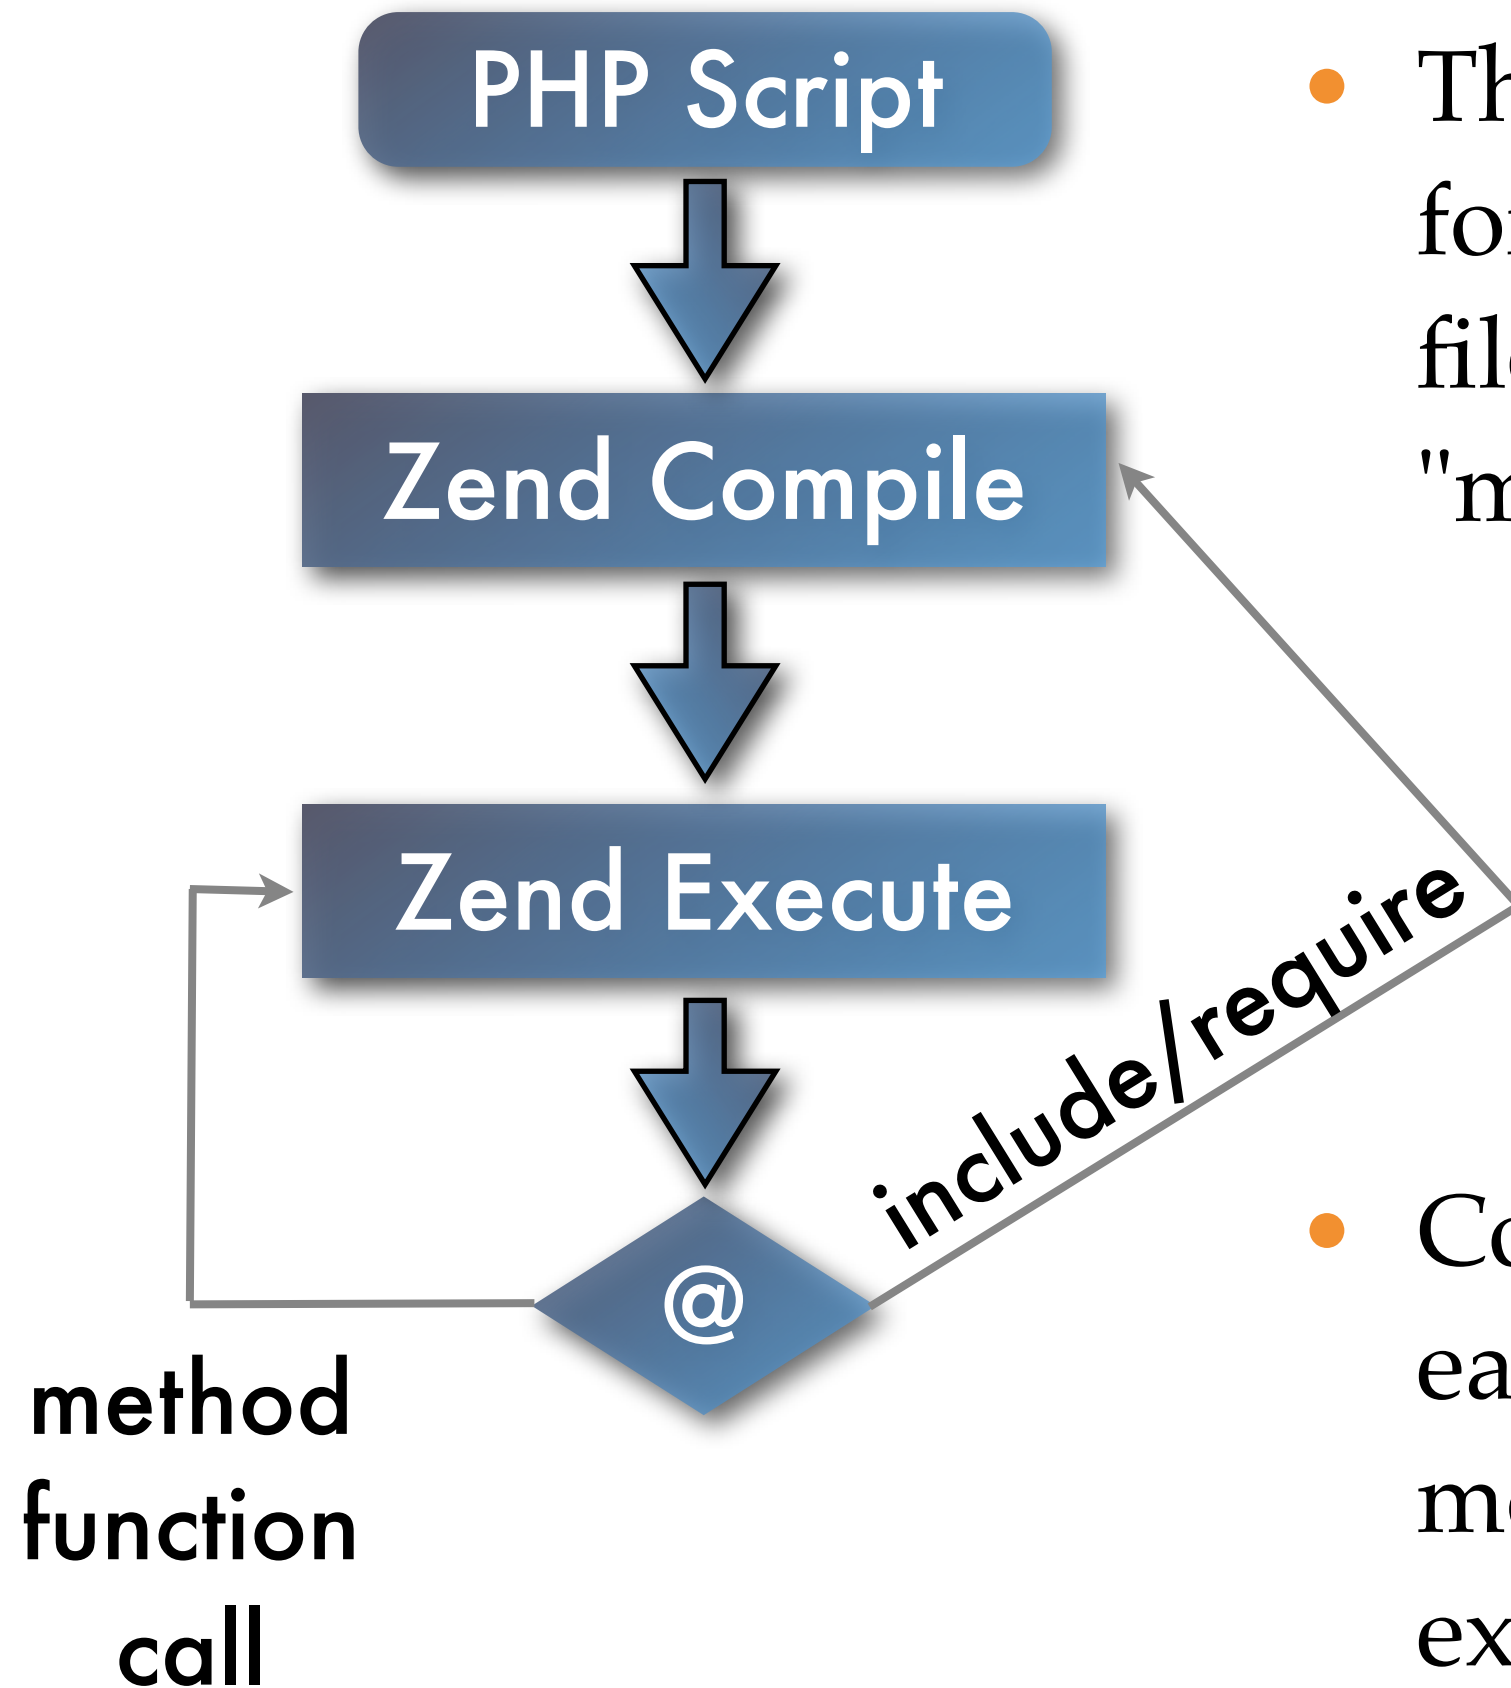 PHP Script
Zend Compile
Zend Execute
@
include/require
method
function
call